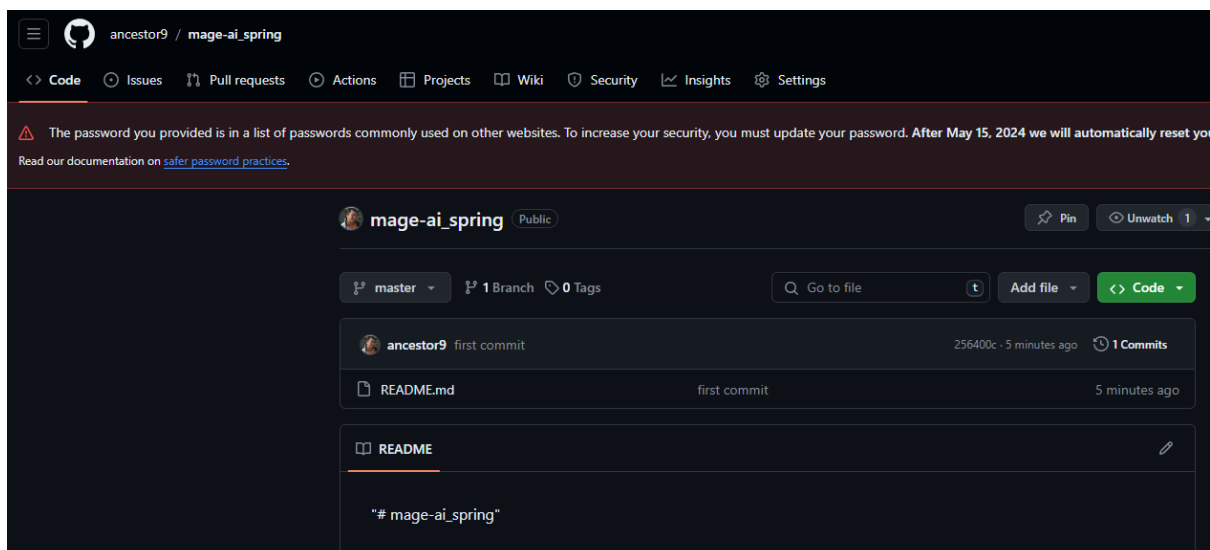 ancestor9 / mage-ai_spring
Code Issues Pull requests Actions Projects Wiki Security Insights Settings
The password you provided is in a list of passwords commonly used on other websites. To increase your security, you must update your password. After May 15, 2024 we will automatically reset yo
Read our documentation on safer password practices.
mage-ai_spring Public Pin Unwatch 1
master 1 Branch 0 Tags Go to file t Add file Code
ancestor9 first commit 256400c · 5 minutes ago 1 Commits
README.md first commit 5 minutes ago
README
"# mage-ai_spring"